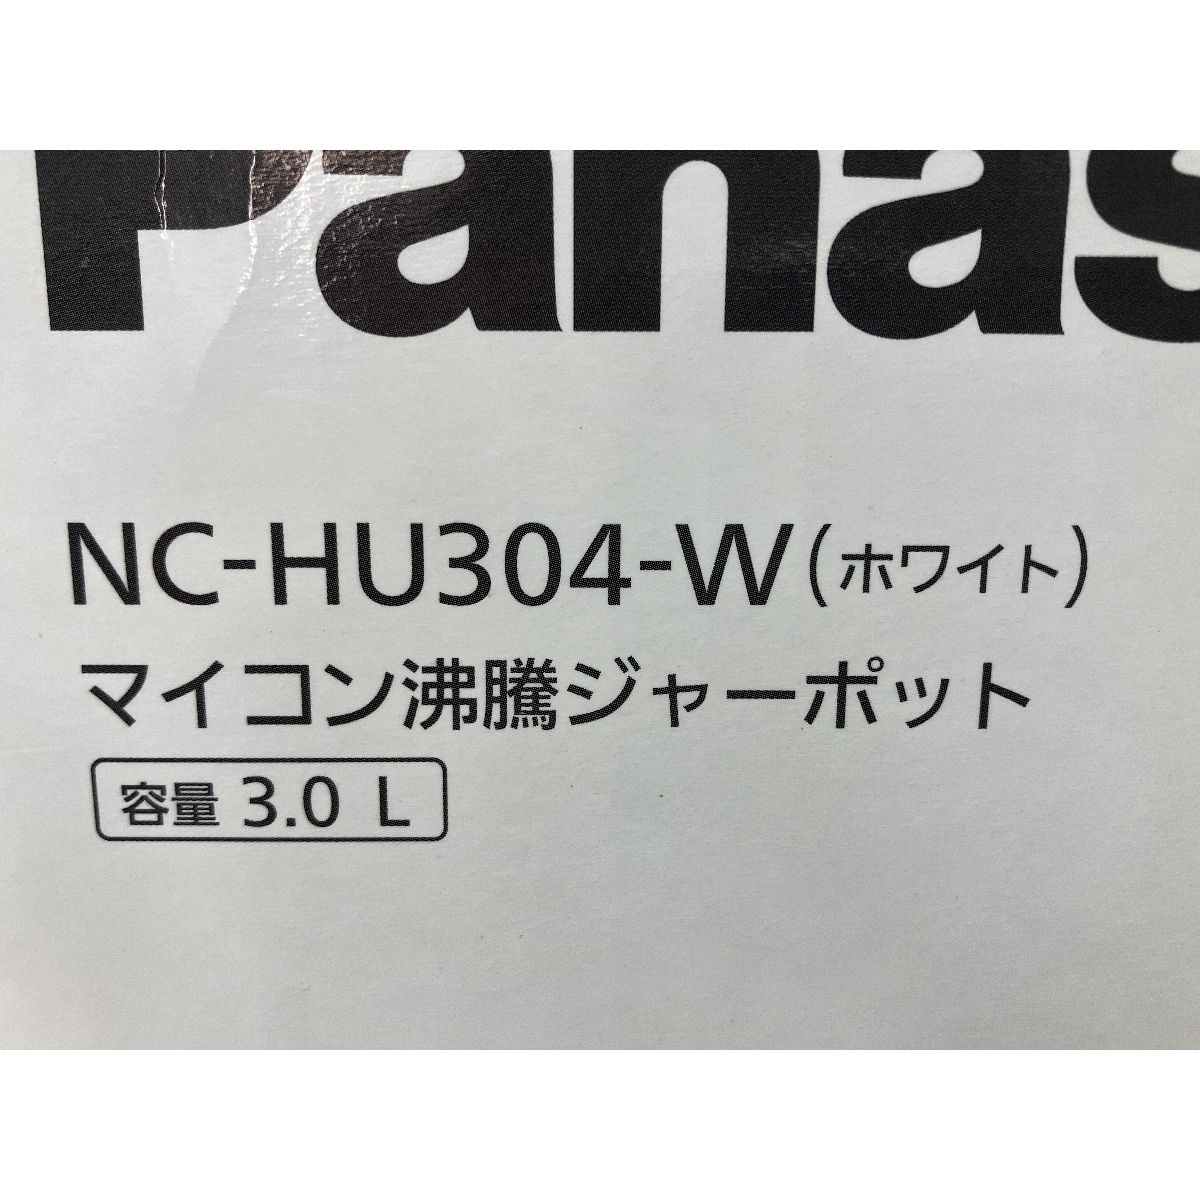 Panas
NC-HU304-W(ホワイト)
マイコン沸騰ジャーポット
容量 3.0 L